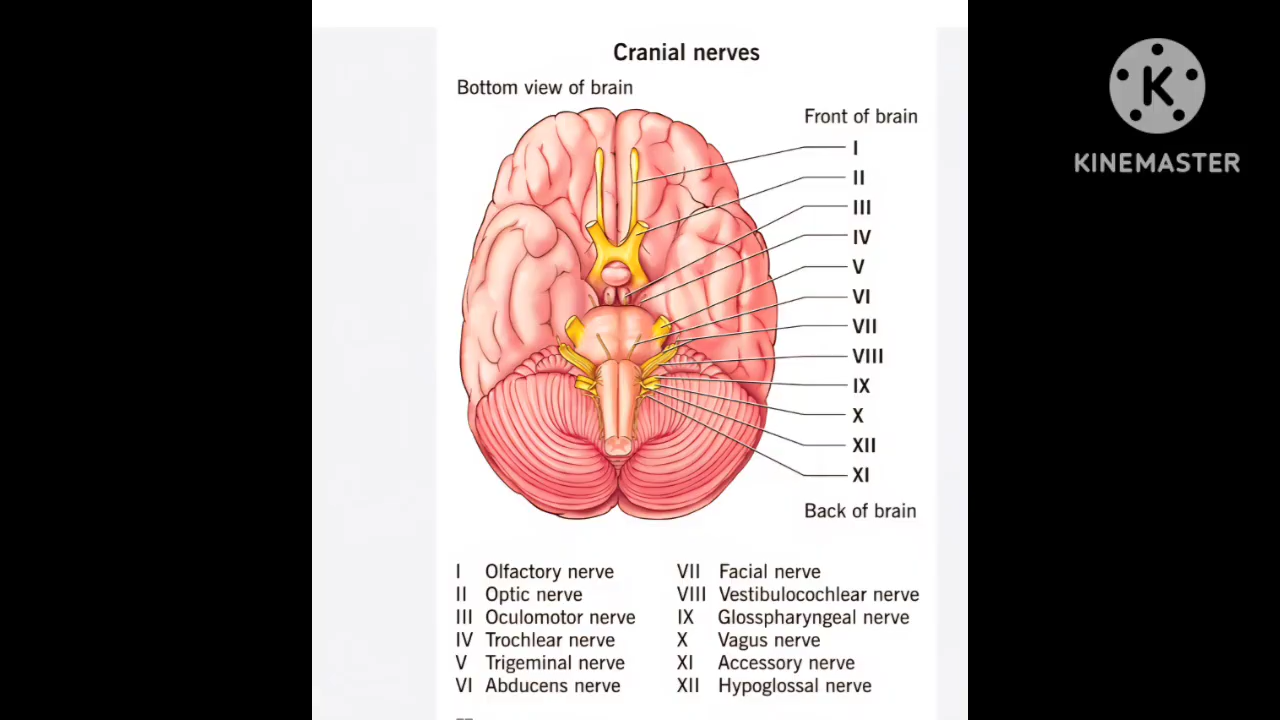 Cranial nerves
Bottom view of brain
Front of brain
I
II
III
IV
V
VI
VII
VIII
IX
X
XII
XI
Back of brain
I Olfactory nerve
II Optic nerve
III Oculomotor nerve
IV Trochlear nerve
V Trigeminal nerve
VI Abducens nerve
VII Facial nerve
VIII Vestibulocochlear nerve
IX Glosspharyngeal nerve
X Vagus nerve
XI Accessory nerve
XII Hypoglossal nerve
K
KINEMASTER